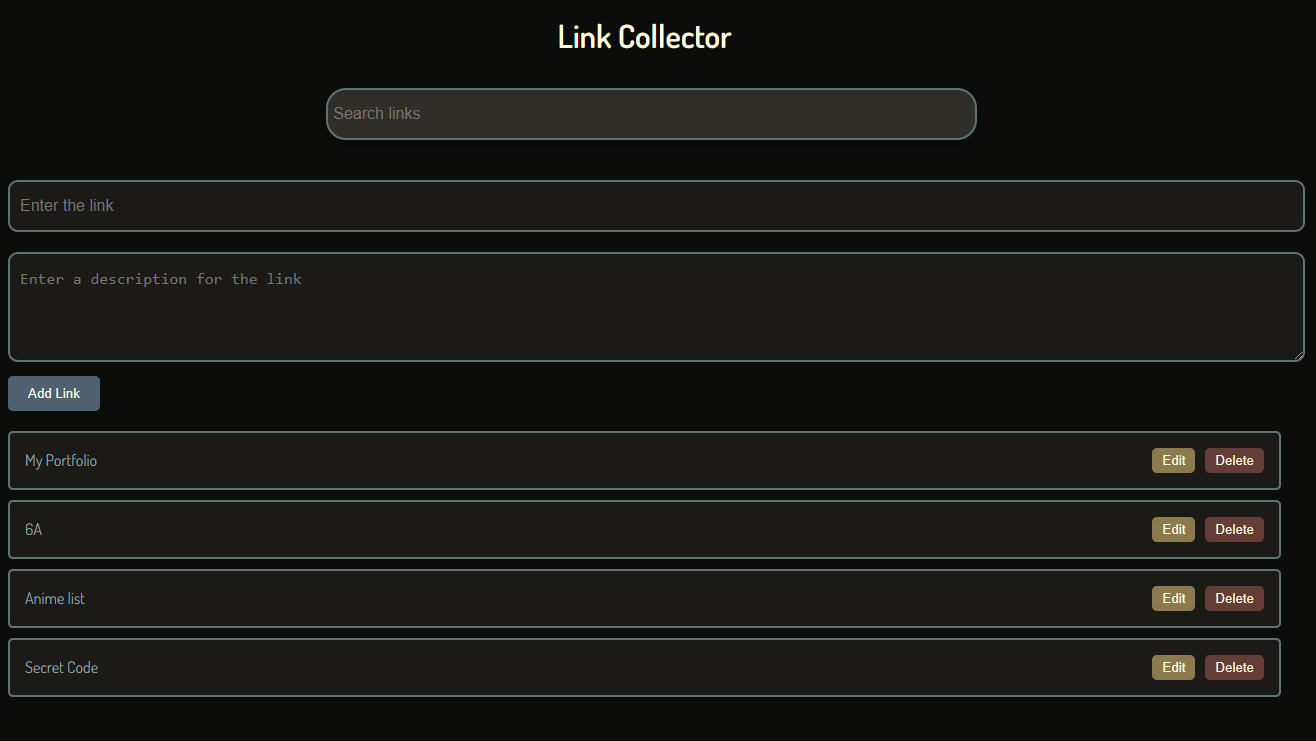 Link Collector
Search links
Enter the link
Enter a description for the link
Add Link
My Portfolio Edit Delete
6A Edit Delete
Anime list Edit Delete
Secret Code Edit Delete